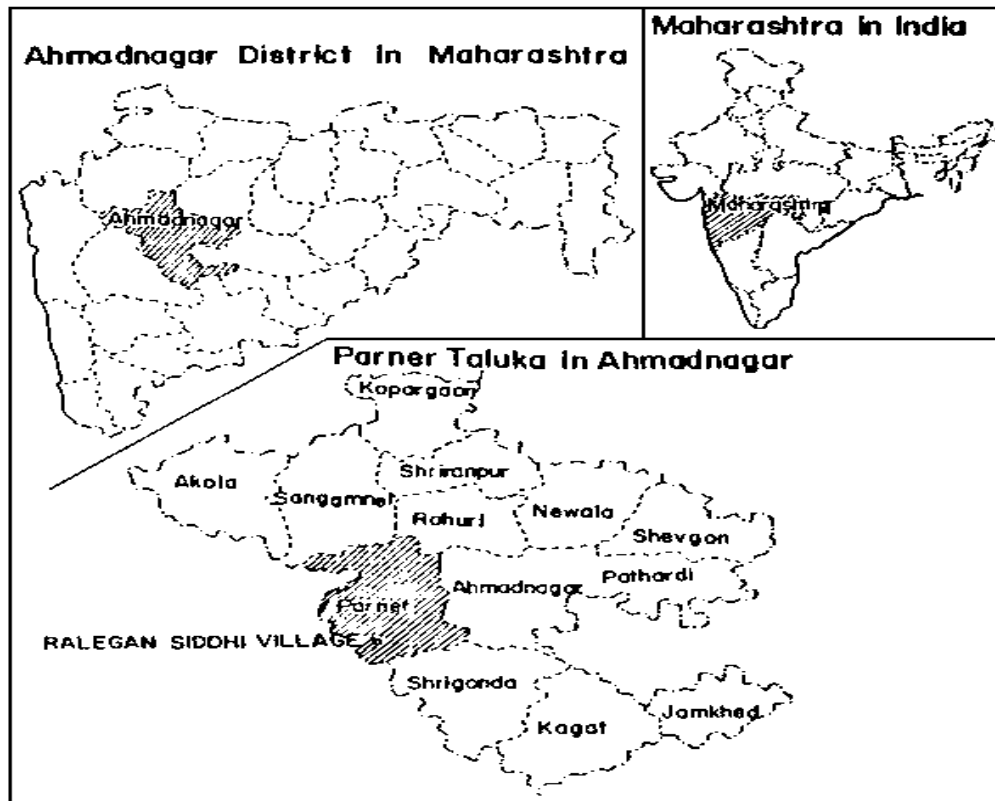 Ahmadnagar District in Maharashtra
Ahmadnagar
Maharashtra in India
Maharashtra
Parner Taluka in Ahmadnagar
Kopargaon
Akola
Sangamner
Shriranpur
Rahuri
Newala
Shevgon
Pathardi
Ahmadnagar
Parner
RALEGAN SIDDHI VILLAGE
Shrigonda
Kagat
Jamkhed